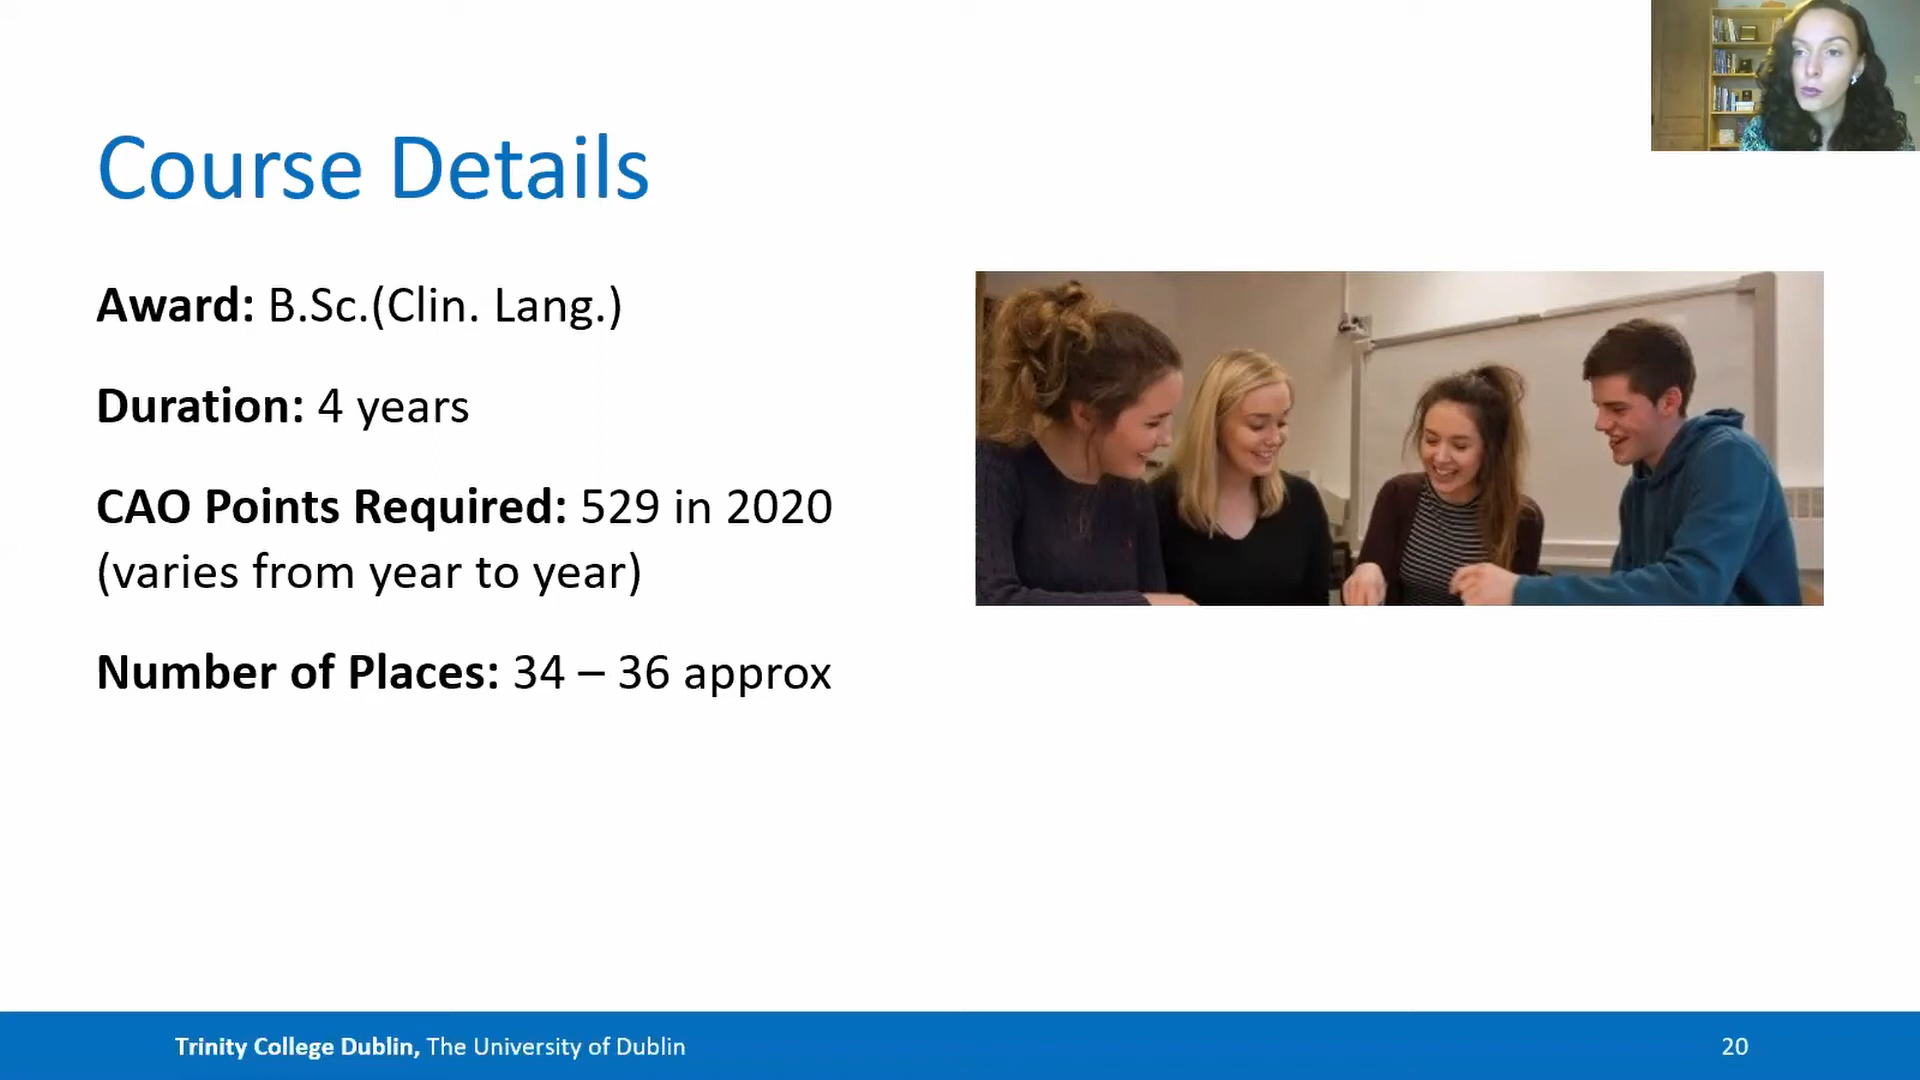 Course Details
Award: B.Sc.(Clin. Lang.)
Duration: 4 years
CAO Points Required: 529 in 2020
(varies from year to year)
Number of Places: 34 – 36 approx
Trinity College Dublin, The University of Dublin
20